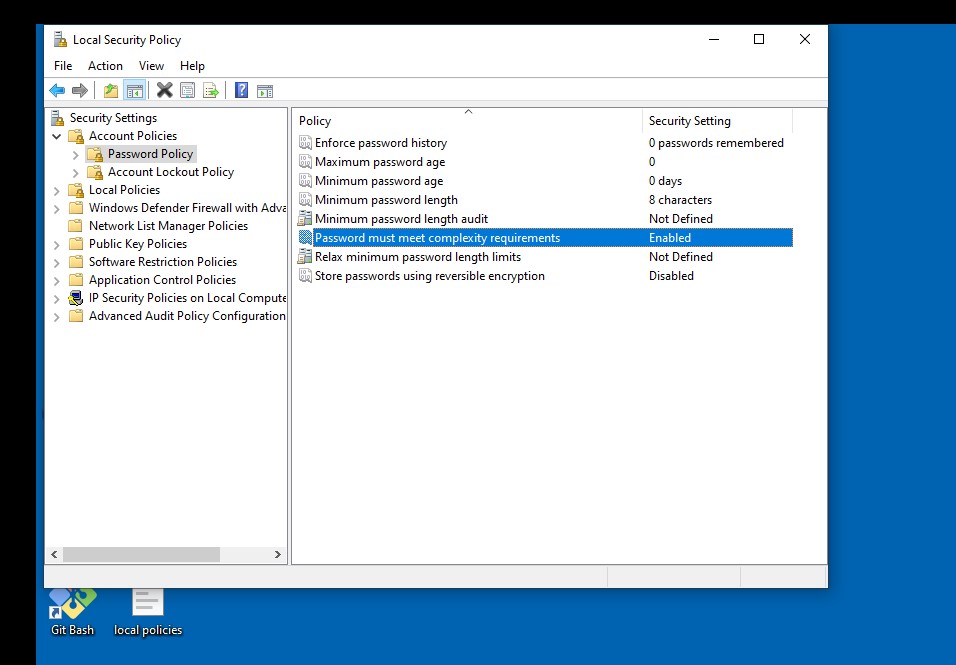 Local Security Policy
File Action View Help
Security Settings
Account Policies
Password Policy
Account Lockout Policy
Local Policies
Windows Defender Firewall with Adva
Network List Manager Policies
Public Key Policies
Software Restriction Policies
Application Control Policies
IP Security Policies on Local Compute
Advanced Audit Policy Configuration
Policy Security Setting
Enforce password history 0 passwords remembered
Maximum password age 0
Minimum password age 0 days
Minimum password length 8 characters
Minimum password length audit Not Defined
Password must meet complexity requirements Enabled
Relax minimum password length limits Not Defined
Store passwords using reversible encryption Disabled
Git Bash local policies